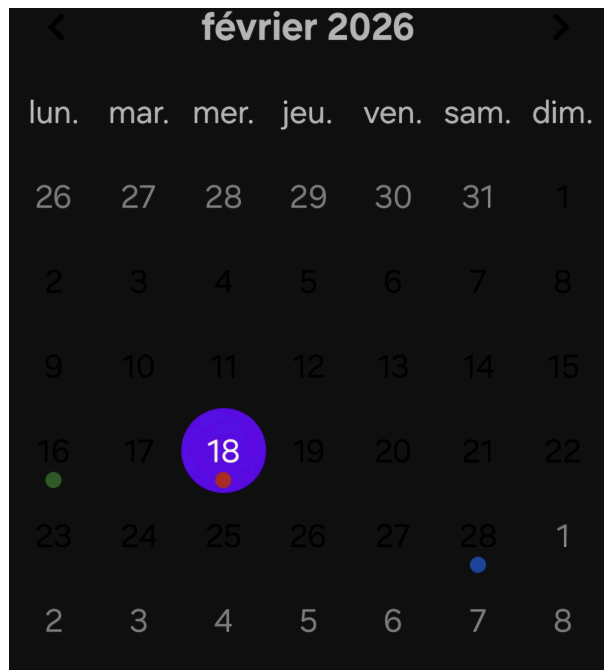 février 2026
lun. mar. mer. jeu. ven. sam. dim.
26 27 28 29 30 31 1
2 3 4 5 6 7 8
9 10 11 12 13 14 15
16 17 18 19 20 21 22
23 24 25 26 27 28 1
2 3 4 5 6 7 8